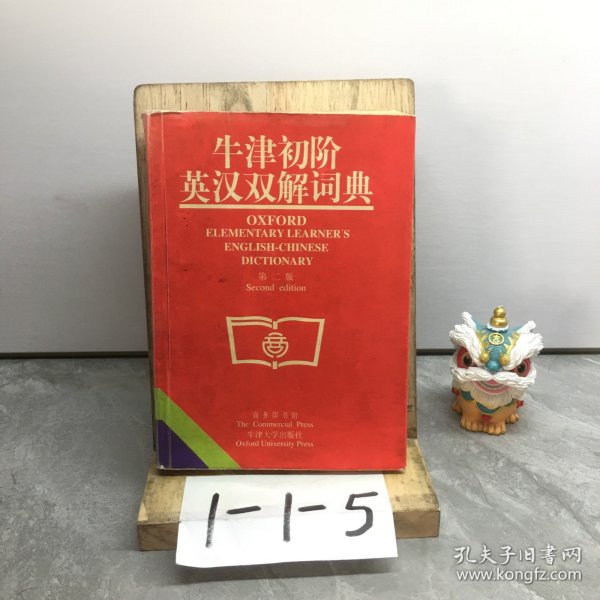 牛津初阶
英汉双解词典
OXFORD
ELEMENTARY LEARNER'S
ENGLISH-CHINESE
DICTIONARY
第二版
Second edition
商务印书馆
The Commercial Press
牛津大学出版社
Oxford University Press
1-1-5
孔夫子旧书网
www.kongfz.com